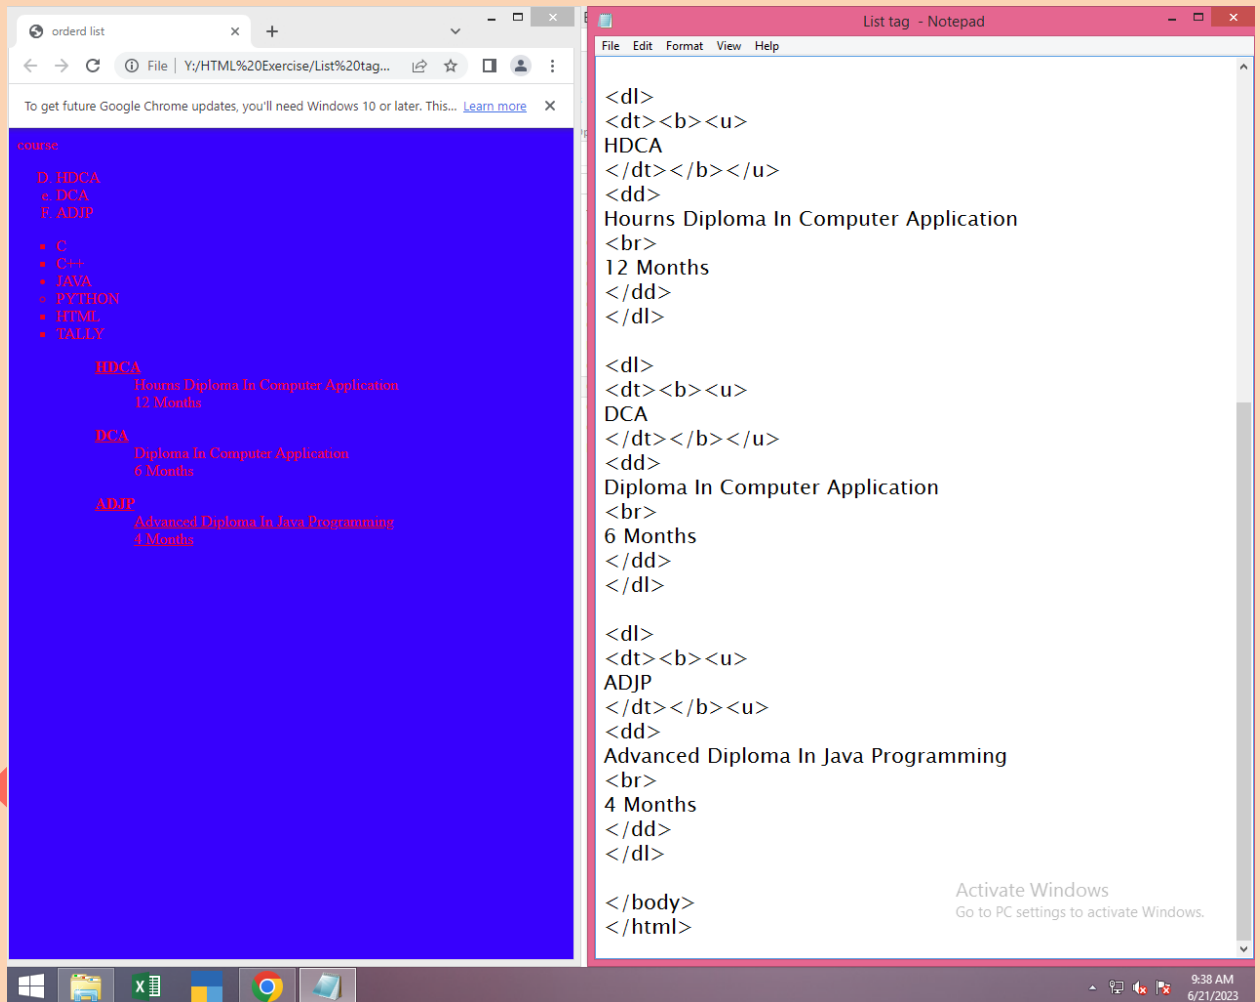 orderd list
File
Y:/HTML%20Exercise/List%20tag...
To get future Google Chrome updates, you'll need Windows 10 or later. This... Learn more
course
D. HDCA
e. DCA
F. ADJP
C
C++
JAVA
PYTHON
HTML
TALLY
HDCA
Hourns Diploma In Computer Application
12 Months
DCA
Diploma In Computer Application
6 Months
ADJP
Advanced Diploma In Java Programming
4 Months
List tag - Notepad
File Edit Format View Help
<dl>
<dt><b><u>
HDCA
</dt></b></u>
<dd>
Hourns Diploma In Computer Application
<br>
12 Months
</dd>
</dl>
<dl>
<dt><b><u>
DCA
</dt></b></u>
<dd>
Diploma In Computer Application
<br>
6 Months
</dd>
</dl>
<dl>
<dt><b><u>
ADJP
</dt></b><u>
<dd>
Advanced Diploma In Java Programming
<br>
4 Months
</dd>
</dl>
</body>
</html>
Activate Windows
Go to PC settings to activate Windows.
9:38 AM
6/21/2023